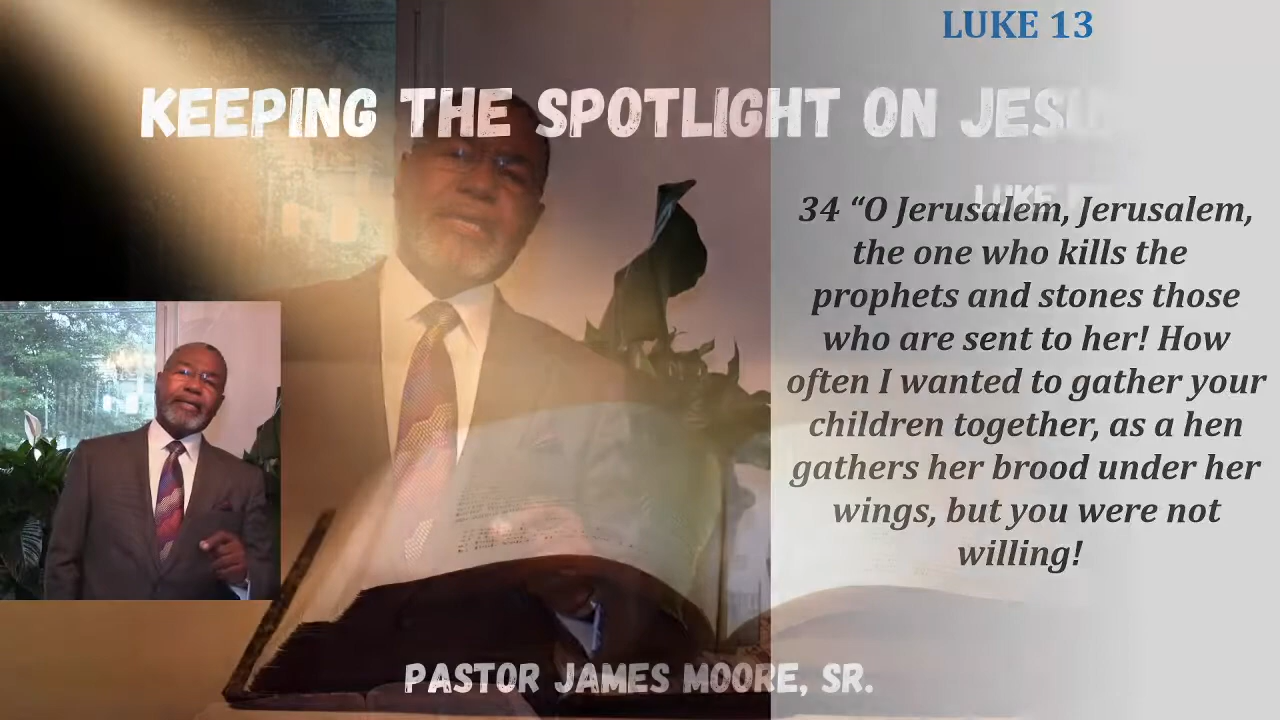 LUKE 13
KEEPING THE SPOTLIGHT ON JESU
LUKE
34 “O Jerusalem, Jerusalem,
the one who kills the
prophets and stones those
who are sent to her! How
often I wanted to gather your
children together, as a hen
gathers her brood under her
wings, but you were not
willing!
PASTOR JAMES MOORE, SR.